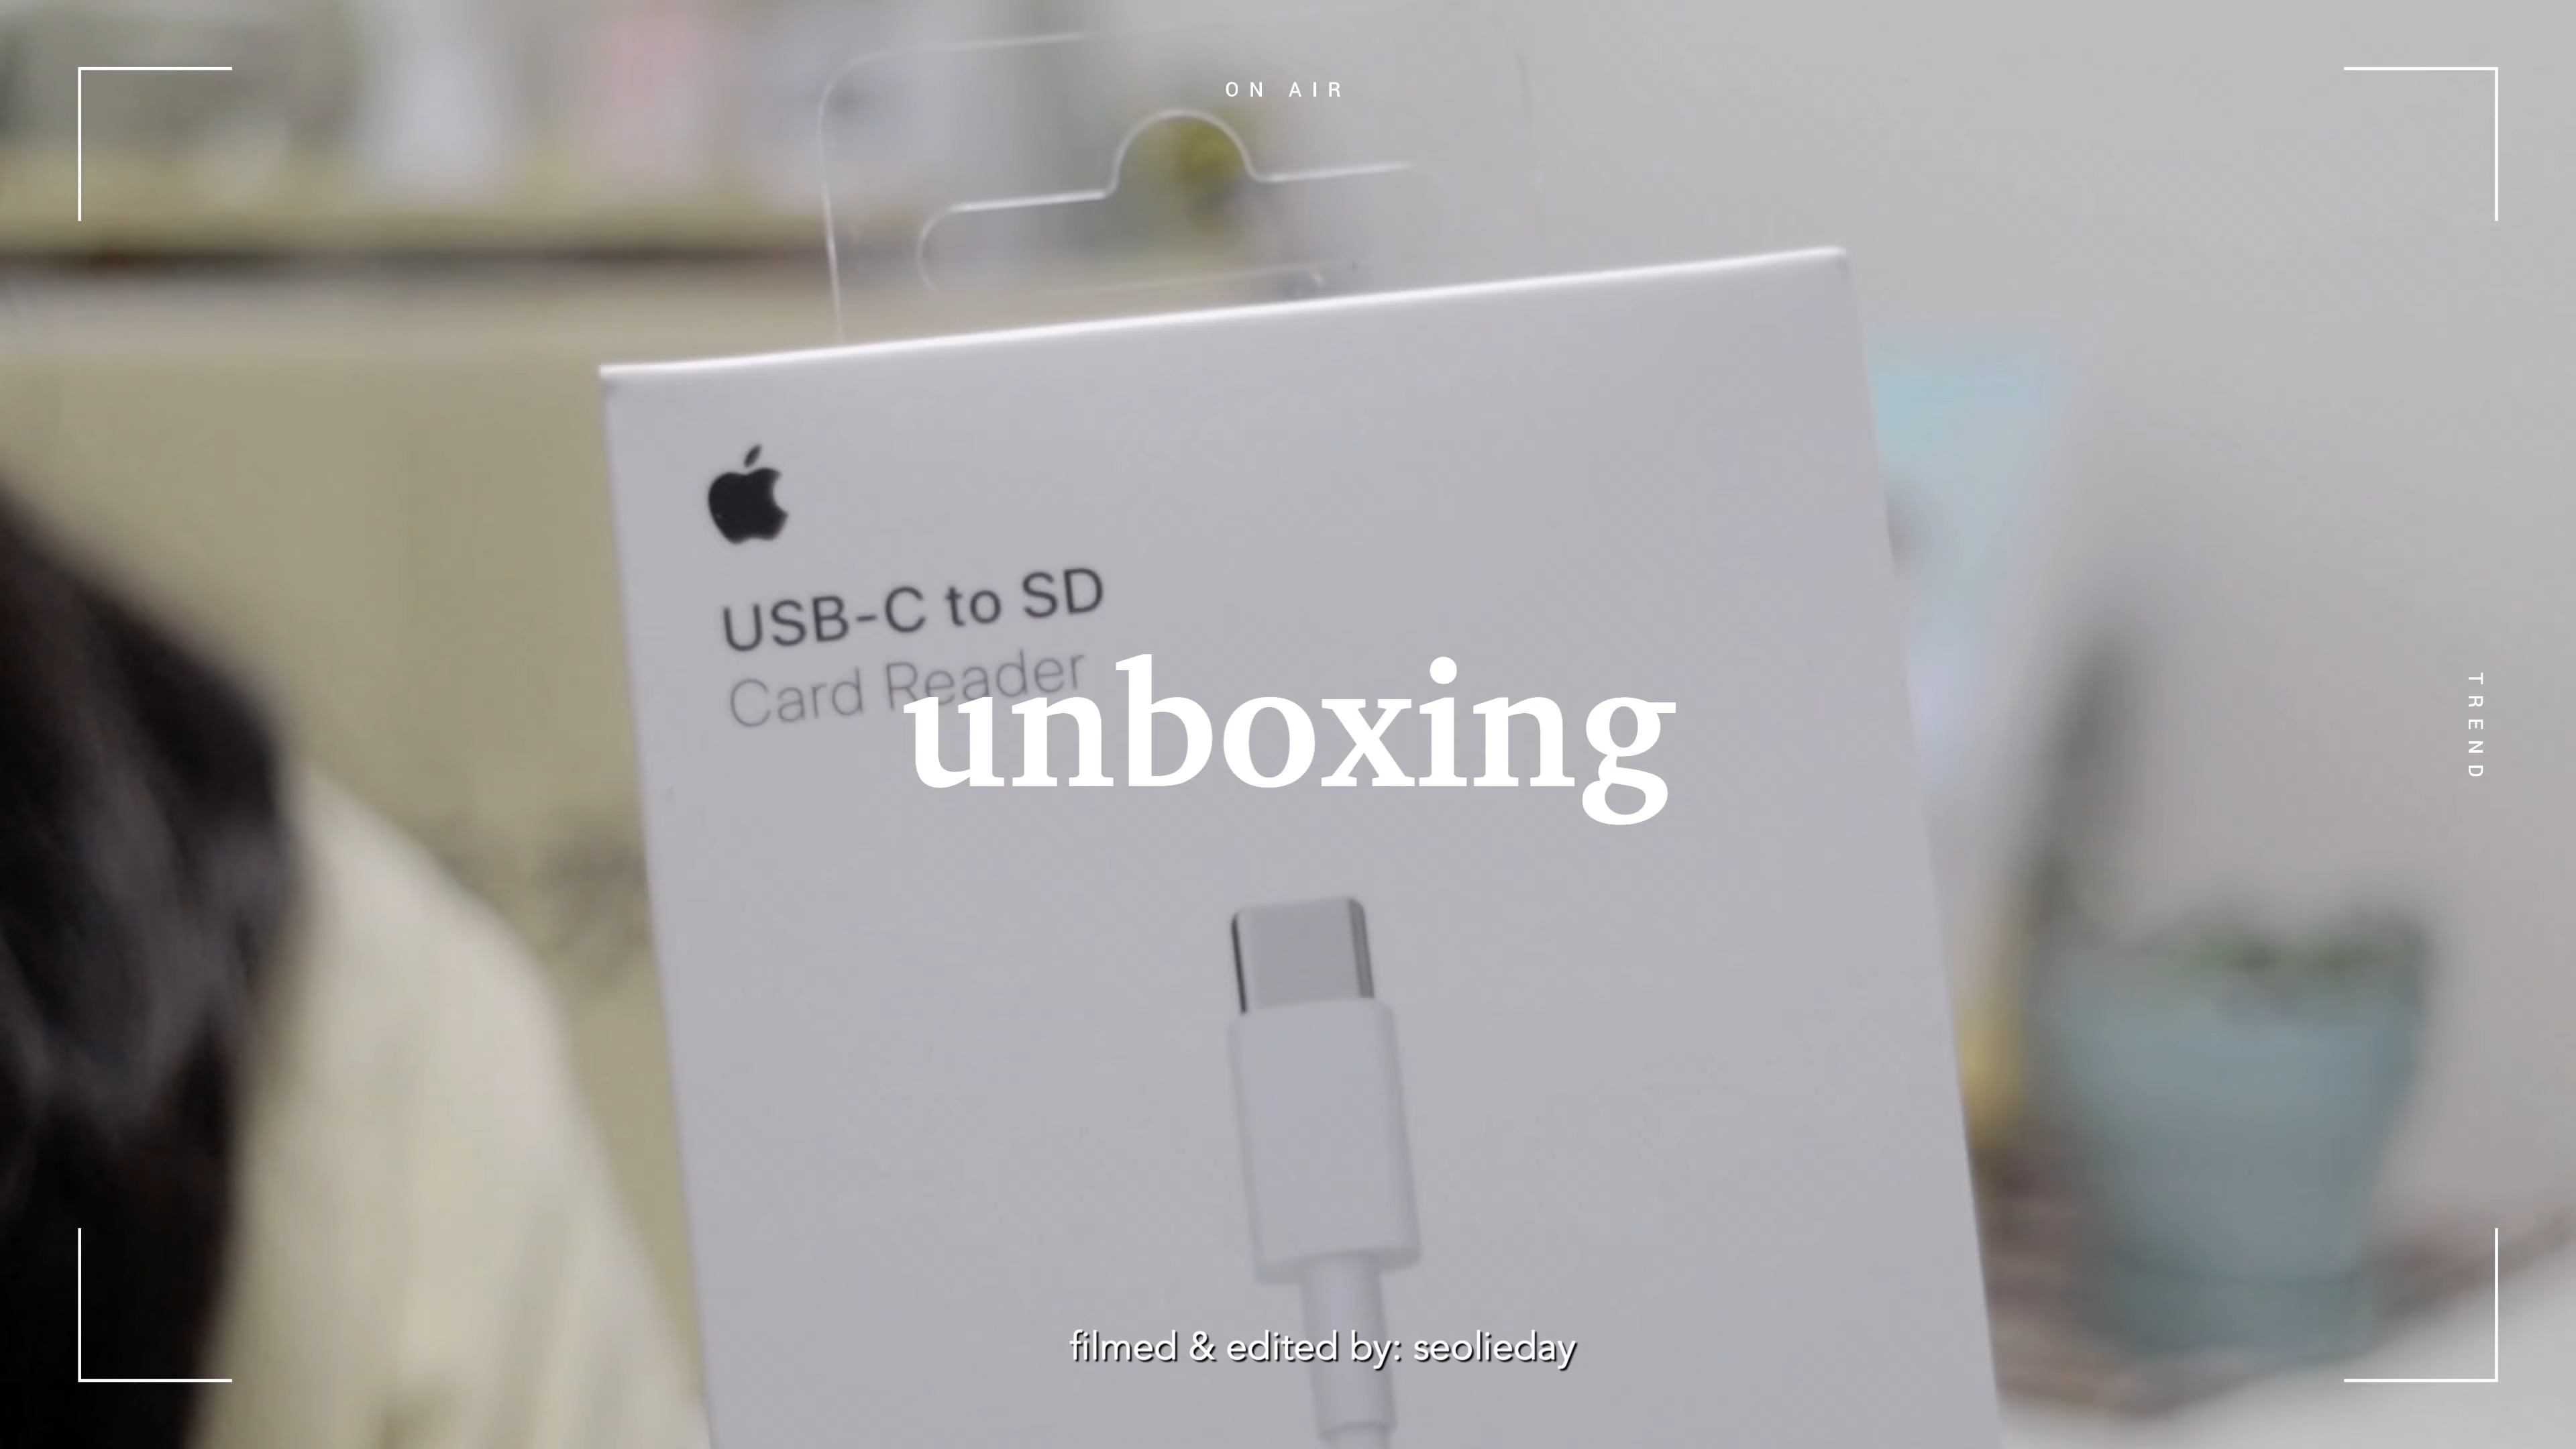 ON AIR
USB-C to SD
Card Reader
unboxing
TREND
filmed & edited by: seolieday